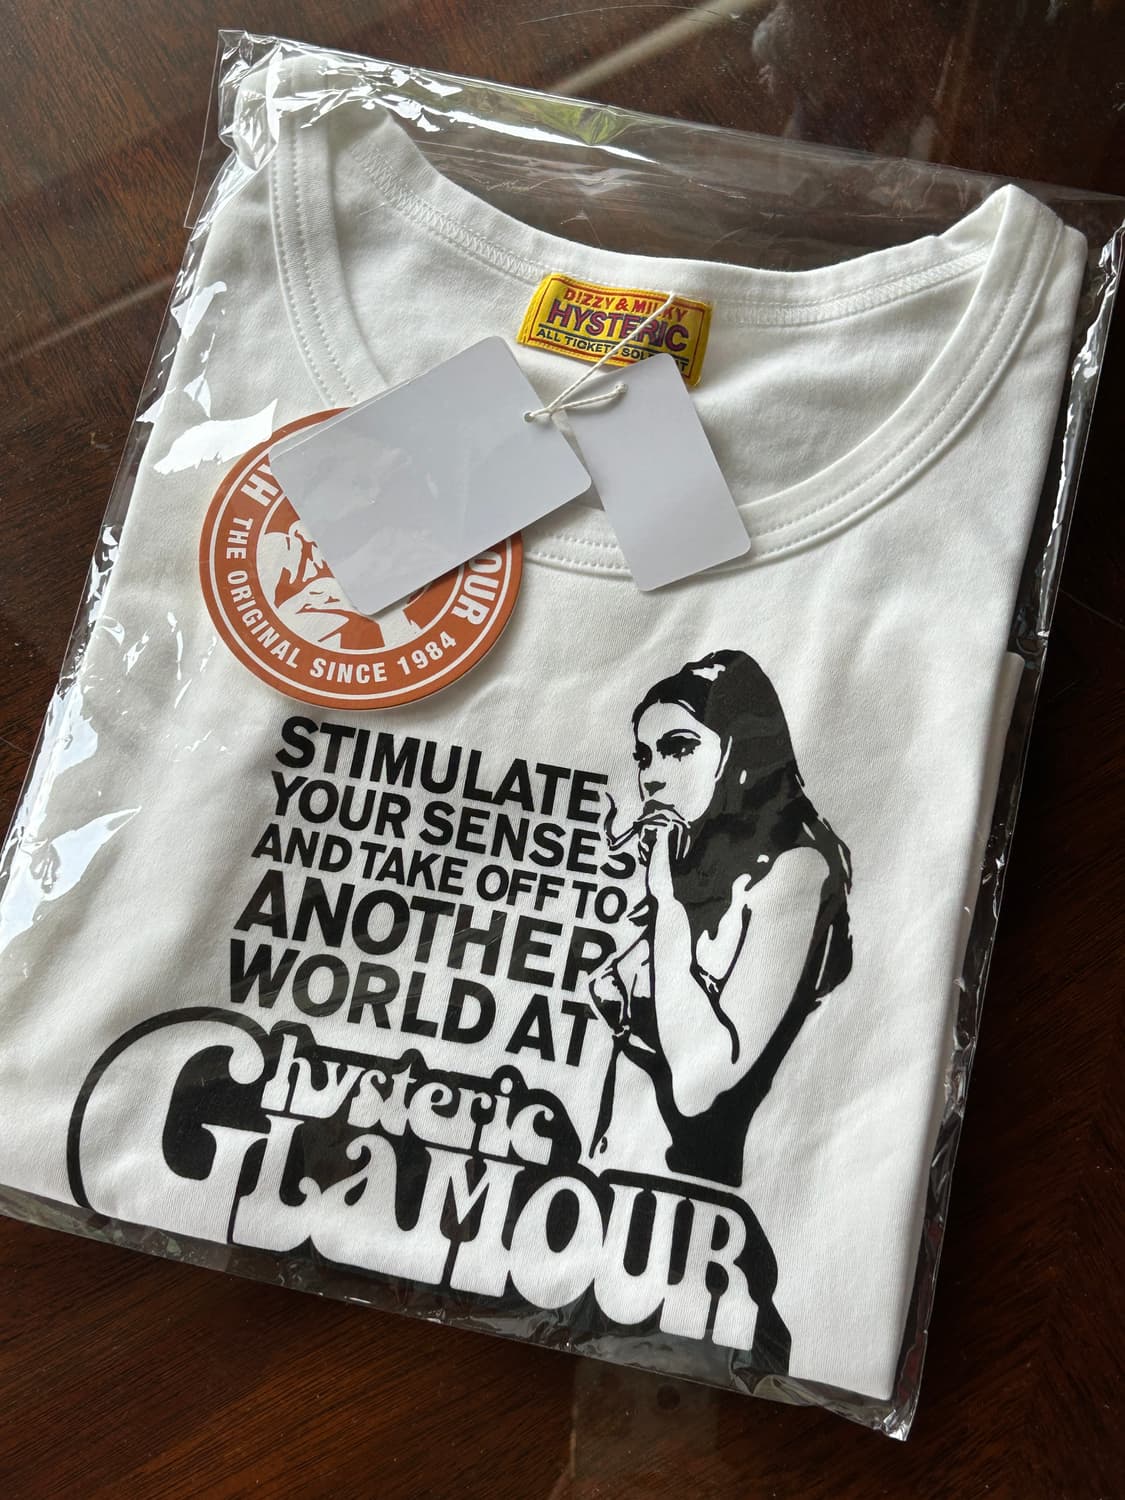 DIZZY & MILKY
HYSTERIC
ALL TICKETS
THE ORIGINAL SINCE 1984
STIMULATE
YOUR SENSES
AND TAKE OFF TO
ANOTHER
WORLD AT
hysteric
GLAMOUR